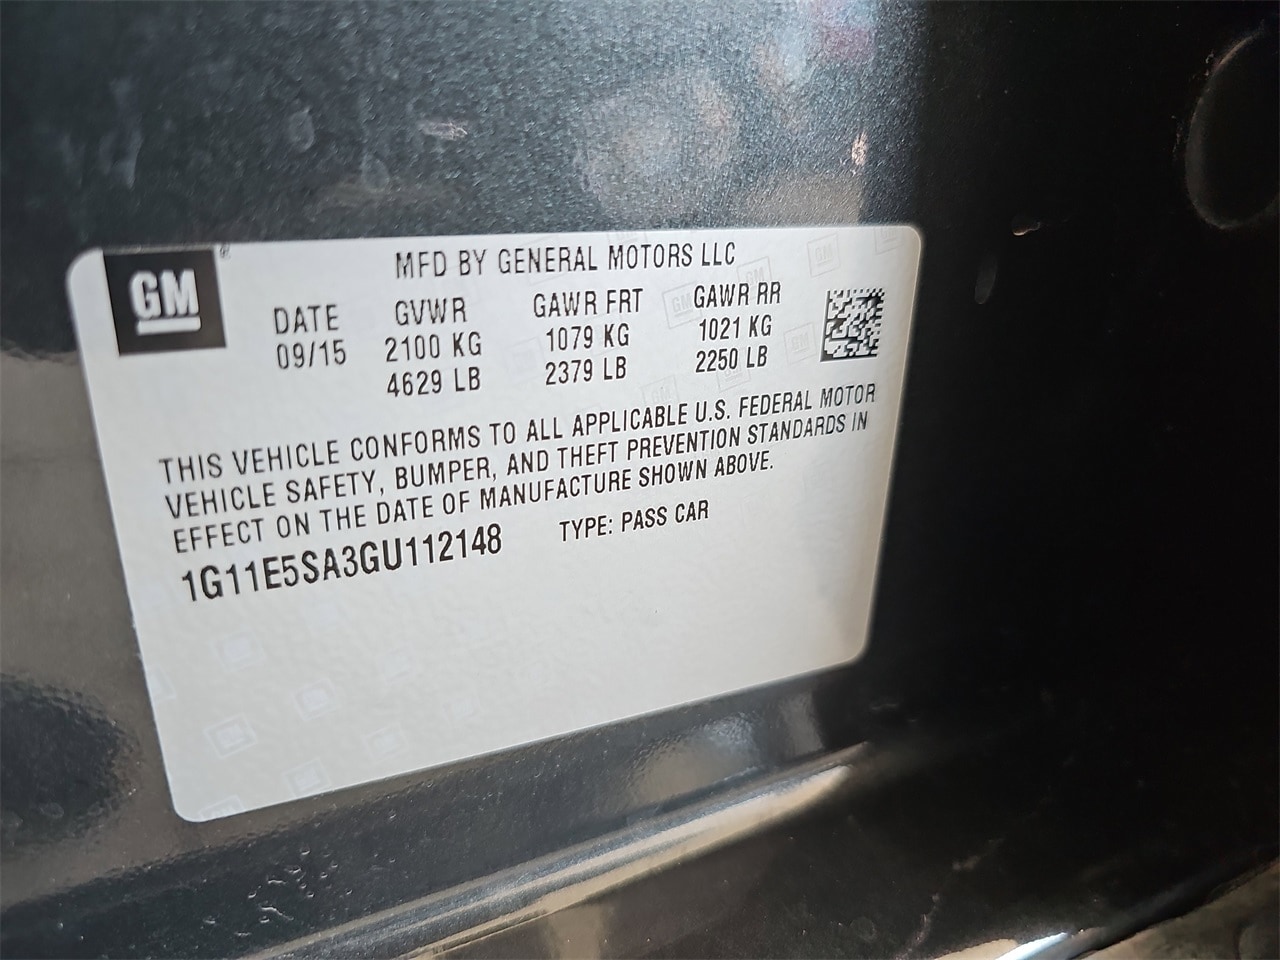 GM ®
MFD BY GENERAL MOTORS LLC
DATE GVWR GAWR FRT GAWR RR
09/15 2100 KG 1079 KG 1021 KG
4629 LB 2379 LB 2250 LB
THIS VEHICLE CONFORMS TO ALL APPLICABLE U.S. FEDERAL MOTOR
VEHICLE SAFETY, BUMPER, AND THEFT PREVENTION STANDARDS IN
EFFECT ON THE DATE OF MANUFACTURE SHOWN ABOVE.
1G11E5SA3GU112148 TYPE: PASS CAR